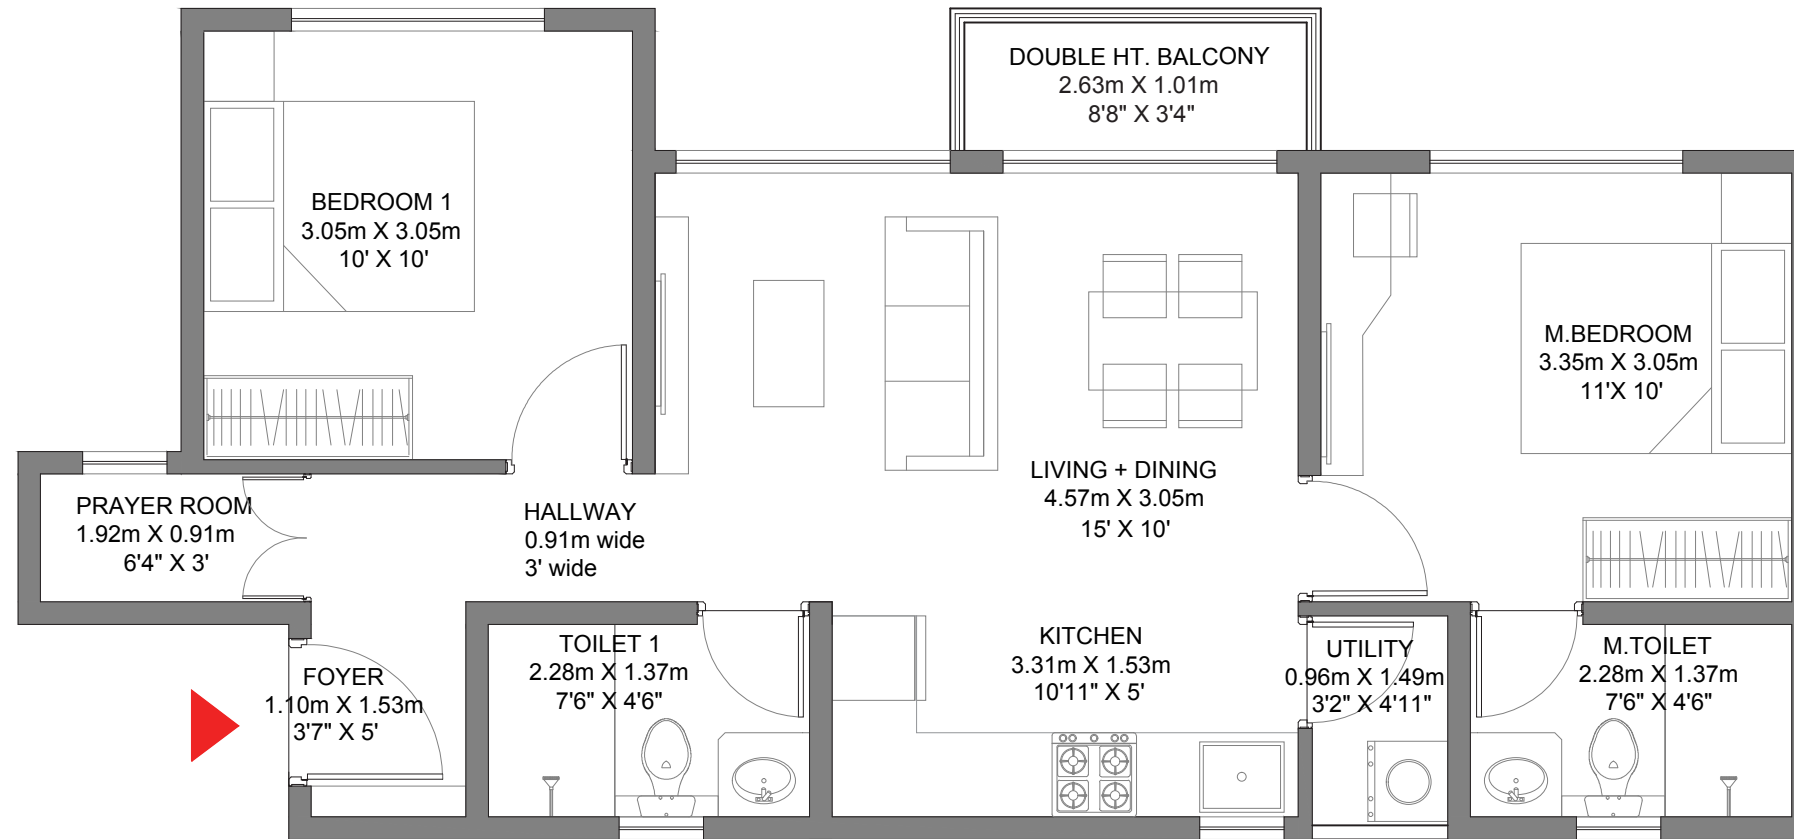 DOUBLE HT. BALCONY
2.63m X 1.01m
8'8" X 3'4"
BEDROOM 1
3.05m X 3.05m
10' X 10'
M.BEDROOM
3.35m X 3.05m
11'X 10'
LIVING + DINING
4.57m X 3.05m
15' X 10'
PRAYER ROOM
1.92m X 0.91m
6'4" X 3'
HALLWAY
0.91m wide
3' wide
FOYER
1.10m X 1.53m
3'7" X 5'
TOILET 1
2.28m X 1.37m
7'6" X 4'6"
KITCHEN
3.31m X 1.53m
10'11" X 5'
UTILITY
0.96m X 1.49m
3'2" X 4'11"
M.TOILET
2.28m X 1.37m
7'6" X 4'6"